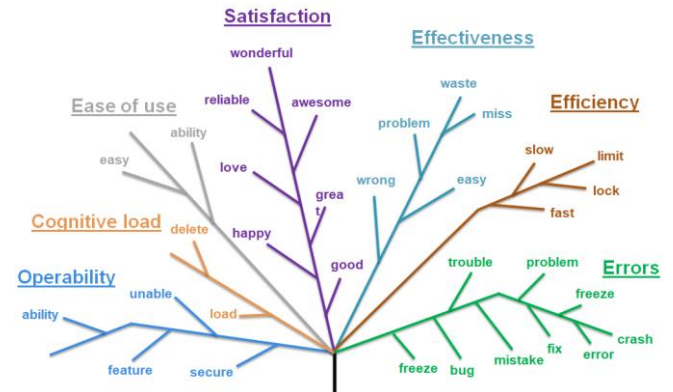 Satisfaction
wonderful
reliable
awesome
love
grea
t
happy
good
Effectiveness
waste
miss
problem
wrong
easy
Efficiency
slow
limit
lock
fast
Ease of use
ability
easy
Cognitive load
delete
load
Operability
ability
unable
feature
secure
Errors
trouble
problem
freeze
crash
error
fix
mistake
bug
freeze